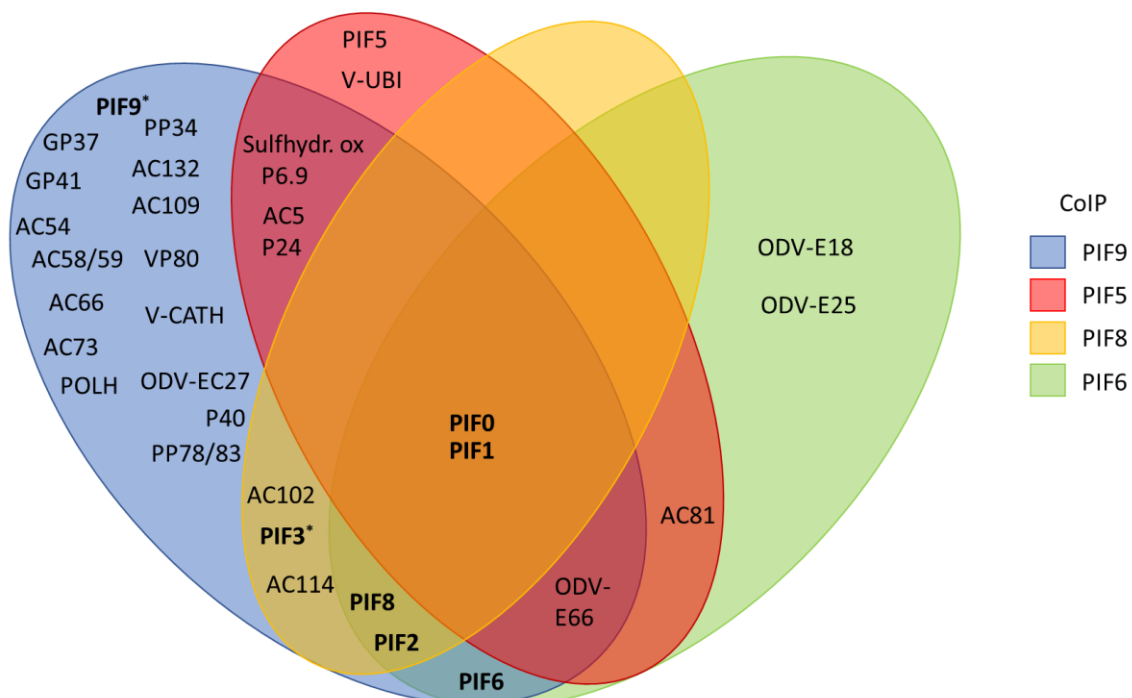 PIF5
V-UBI
PIF9*
PP34
GP37
AC132
GP41
AC109
AC54
AC58/59
VP80
AC66
V-CATH
AC73
POLH
ODV-EC27
P40
PP78/83
Sulfhydr. ox
P6.9
AC5
P24
ODV-E18
ODV-E25
PIF0
PIF1
AC102
PIF3*
AC114
PIF8
PIF2
PIF6
ODV-
E66
AC81
CoIP
PIF9
PIF5
PIF8
PIF6